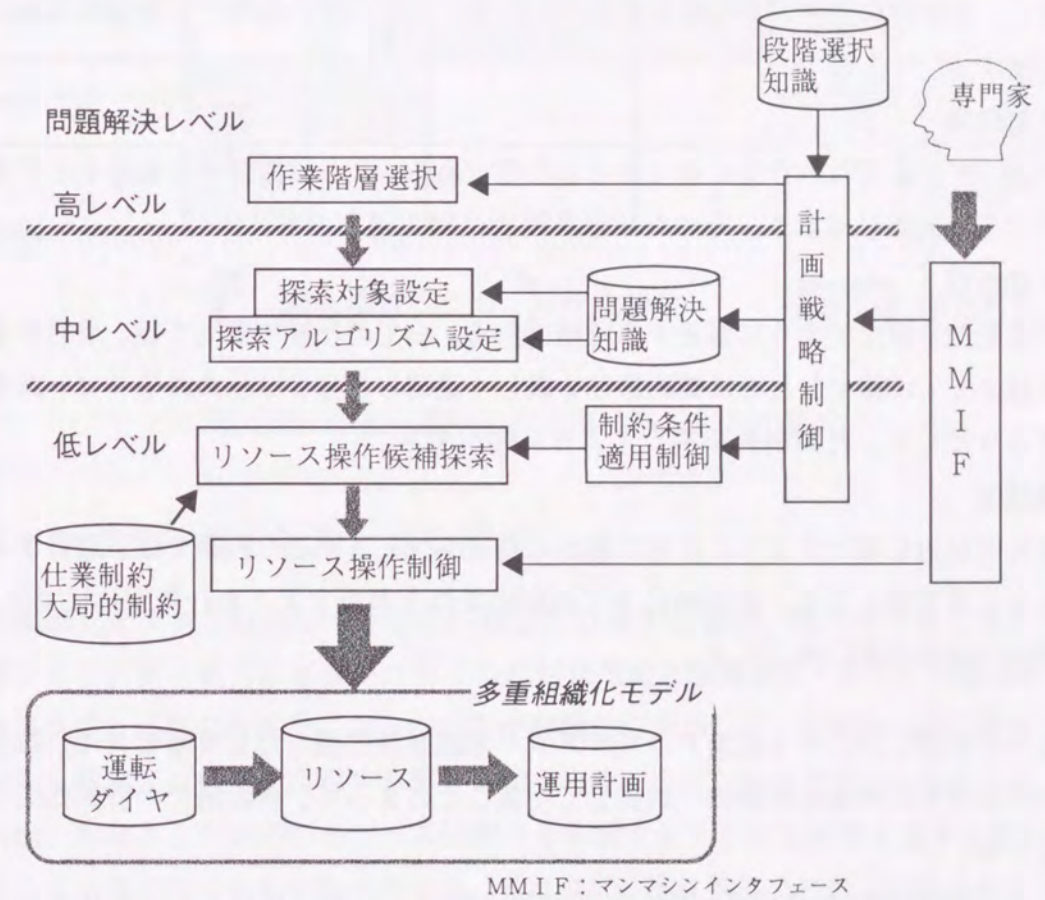 段階選択
知識
専門家
問題解決レベル
作業階層選択
高レベル
計画戦略制御
探索対象設定
問題解決
知識
中レベル
探索アルゴリズム設定
MMIF
制約条件
適用制御
低レベル
リソース操作候補探索
仕業制約
大局的制約
リソース操作制御
多重組織化モデル
運転
ダイヤ
リソース
運用計画
MMIF:マンマシンインタフェース